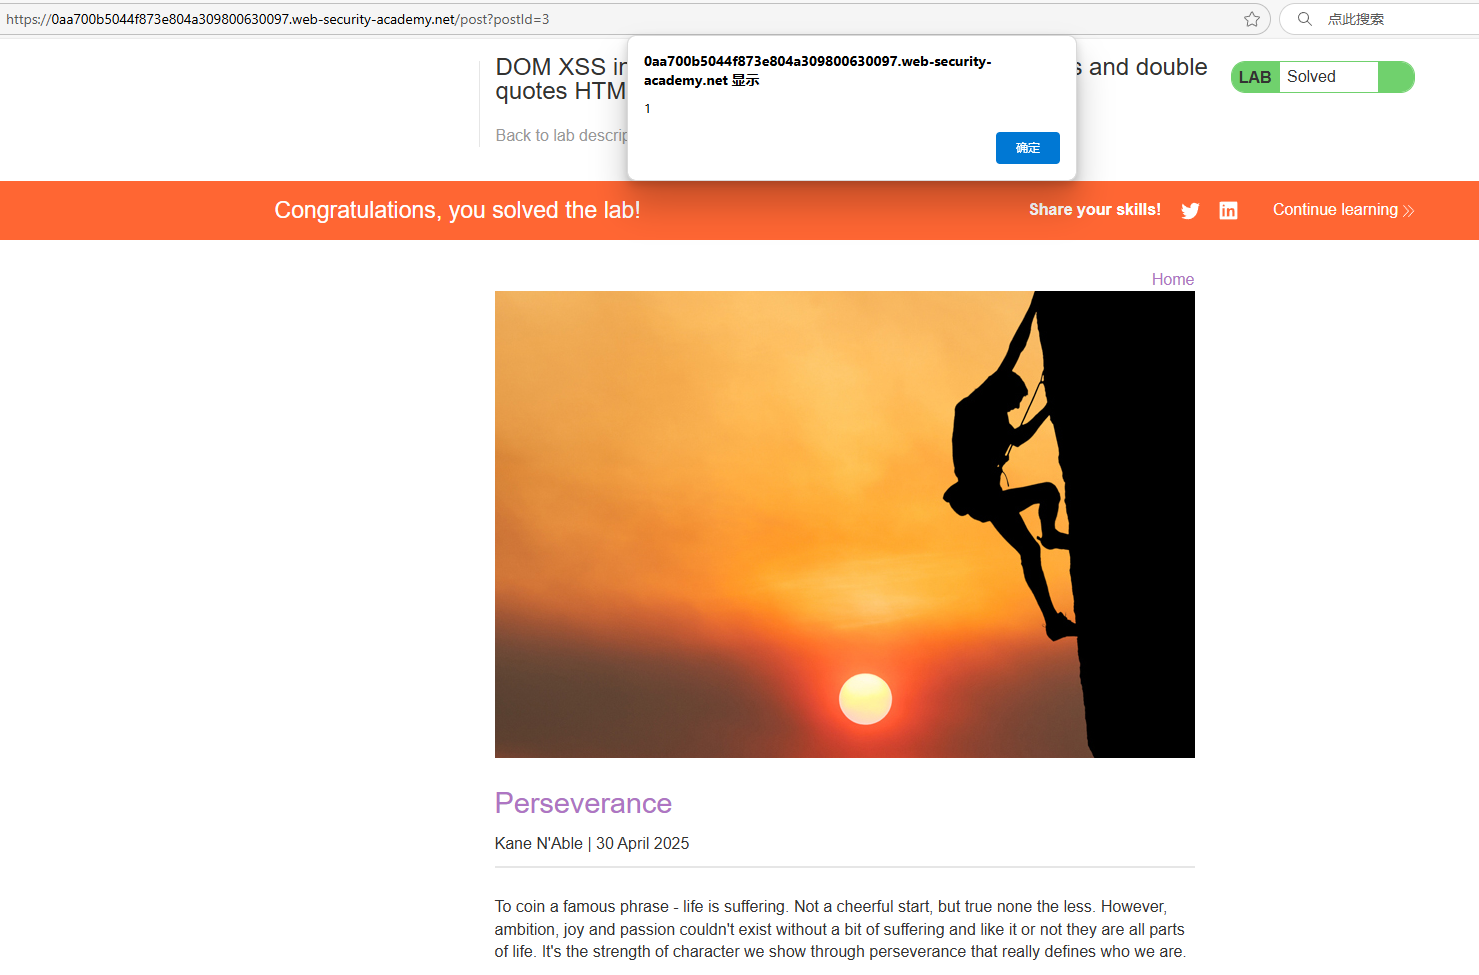 https://0aa700b5044f873e804a309800630097.web-security-academy.net/post?postId=3
点此搜索
0aa700b5044f873e804a309800630097.web-security-
academy.net 显示
1
确定
DOM XSS in
s and double
quotes HTM
Back to lab descrip
LAB Solved
Congratulations, you solved the lab!
Share your skills!
Continue learning
Home
Perseverance
Kane N'Able | 30 April 2025
To coin a famous phrase - life is suffering. Not a cheerful start, but true none the less. However,
ambition, joy and passion couldn't exist without a bit of suffering and like it or not they are all parts
of life. It's the strength of character we show through perseverance that really defines who we are.